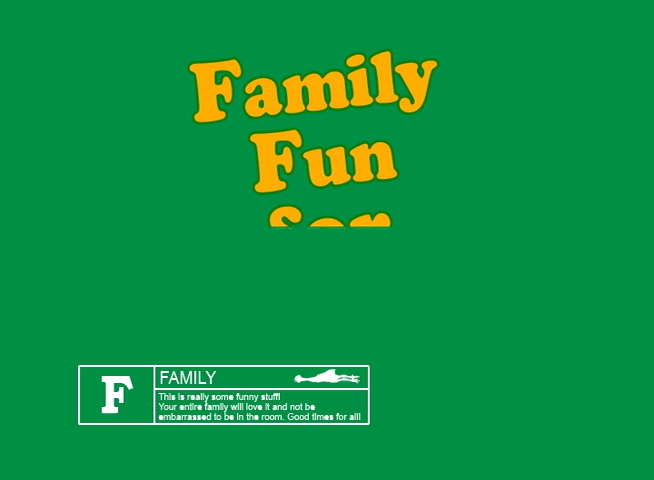 Family
Fun
F
FAMILY
This is really some funny stuff!
Your entire family will love it and not be
embarrassed to be in the room. Good times for all!